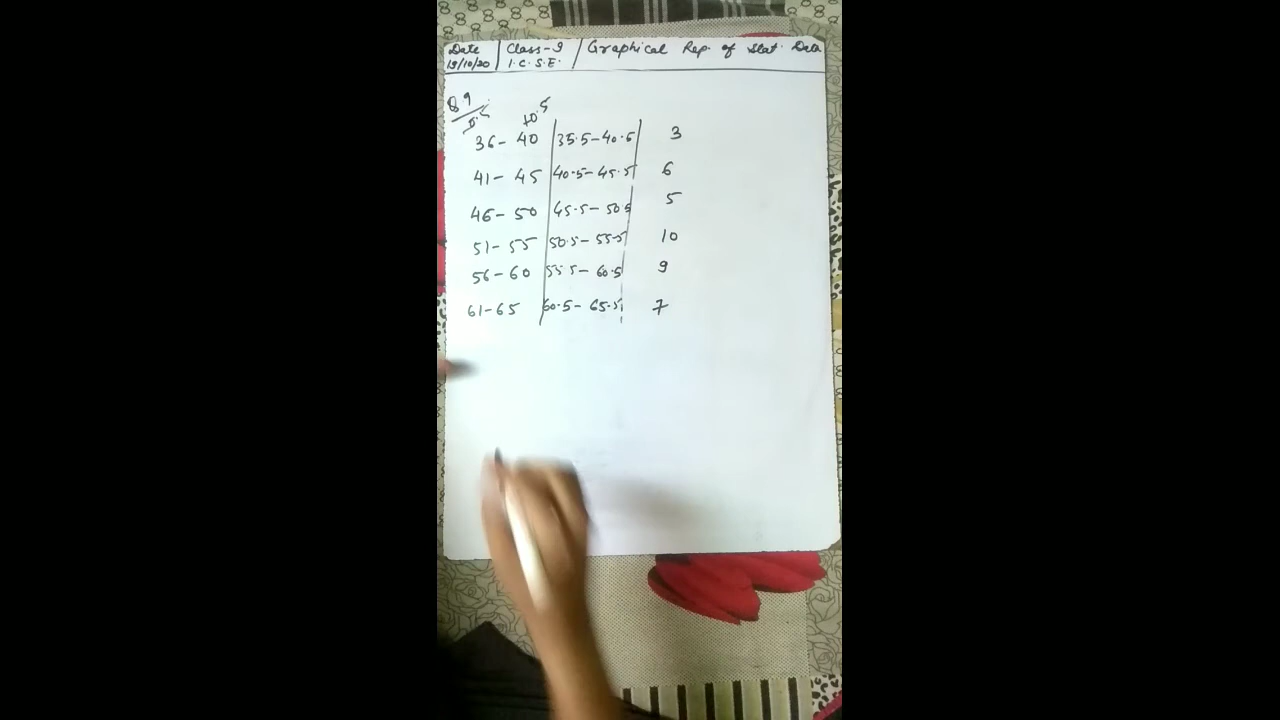 Date | Class-9 / Graphical Rep. of Stat. Data
19/10/20 | I.C.S.E.
Q9
36 - 40 | 35.5 - 40.5 | 3
41 - 45 | 40.5 - 45.5 | 6
46 - 50 | 45.5 - 50.5 | 5
51 - 55 | 50.5 - 55.5 | 10
56 - 60 | 55.5 - 60.5 | 9
61 - 65 | 60.5 - 65.5 | 7